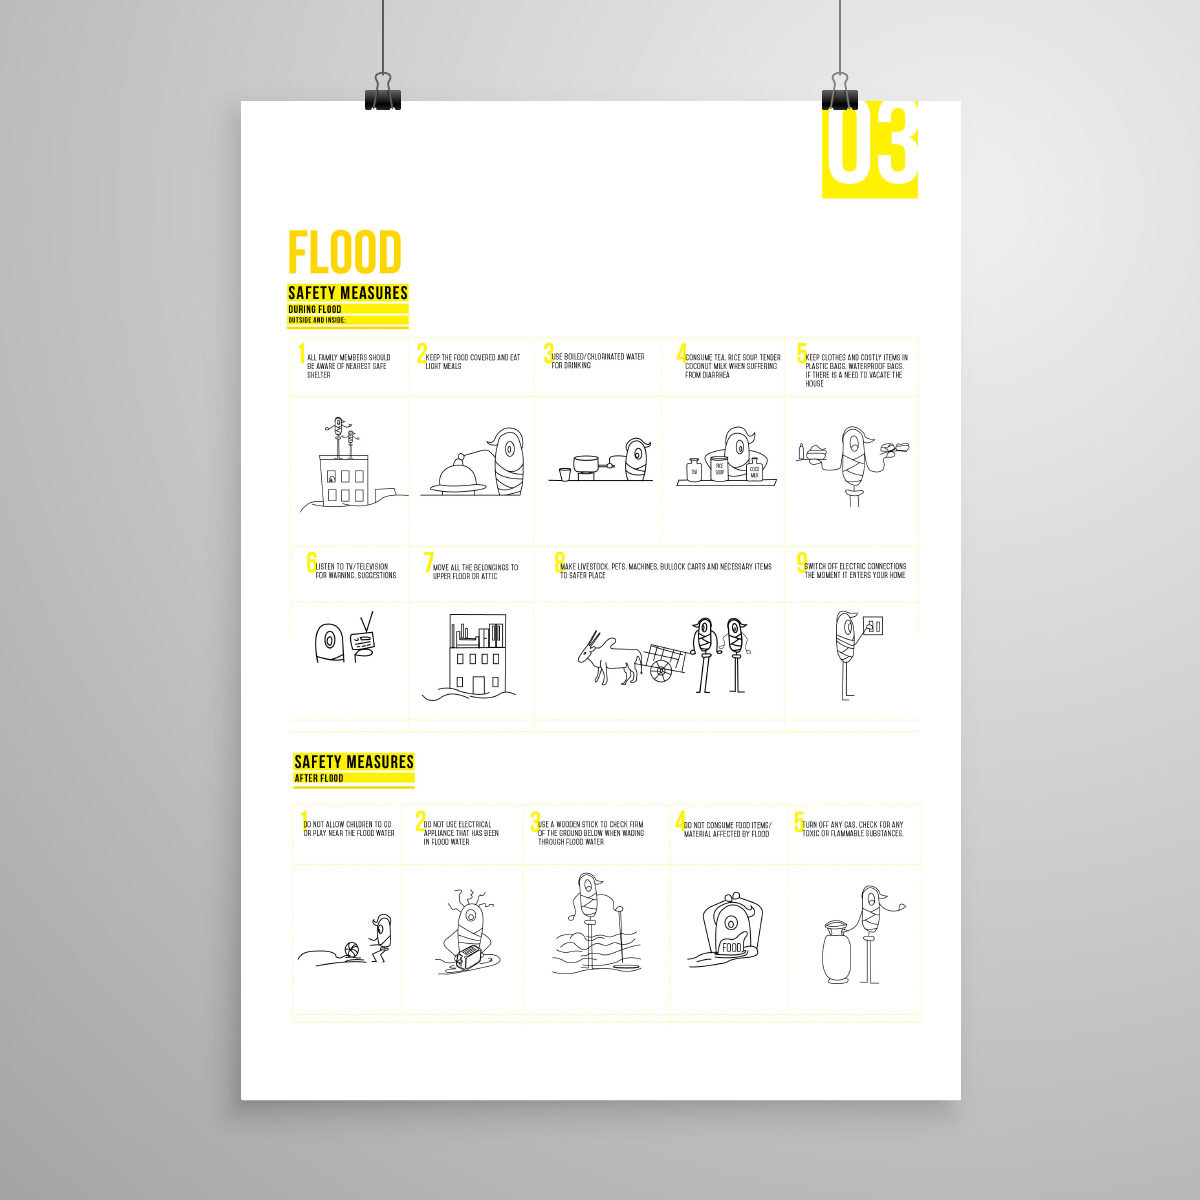 03
FLOOD
SAFETY MEASURES
DURING FLOOD
OUTSIDE AND INSIDE:
1
ALL FAMILY MEMBERS SHOULD
BE AWARE OF NEAREST SAFE
SHELTER
2
KEEP THE FOOD COVERED AND EAT
LIGHT MEALS
3
USE BOILED/CHLORINATED WATER
FOR DRINKING
4
CONSUME TEA, RICE SOUP, TENDER
COCONUT MILK WHEN SUFFERING
FROM DIARRHEA
5
KEEP CLOTHES AND COSTLY ITEMS IN
PLASTIC BAGS, WATERPROOF BAGS,
IF THERE IS A NEED TO VACATE THE
HOUSE
TEA
RICE
SOUP
COCO
MILK
6
LISTEN TO TV/TELEVISION
FOR WARNING, SUGGESTIONS
7
MOVE ALL THE BELONGINGS TO
UPPER FLOOR OR ATTIC
8
MAKE LIVESTOCK, PETS, MACHINES, BULLOCK CARTS AND NECESSARY ITEMS
TO SAFER PLACE
9
SWITCH OFF ELECTRIC CONNECTIONS
THE MOMENT IT ENTERS YOUR HOME
SAFETY MEASURES
AFTER FLOOD
1
DO NOT ALLOW CHILDREN TO GO
OR PLAY NEAR THE FLOOD WATER
2
DO NOT USE ELECTRICAL
APPLIANCE THAT HAS BEEN
IN FLOOD WATER
3
USE A WOODEN STICK TO CHECK FIRM
OF THE GROUND BELOW WHEN WADING
THROUGH FLOOD WATER
4
DO NOT CONSUME FOOD ITEMS/
MATERIAL AFFECTED BY FLOOD
5
TURN OFF ANY GAS, CHECK FOR ANY
TOXIC OR FLAMMABLE SUBSTANCES.
FOOD